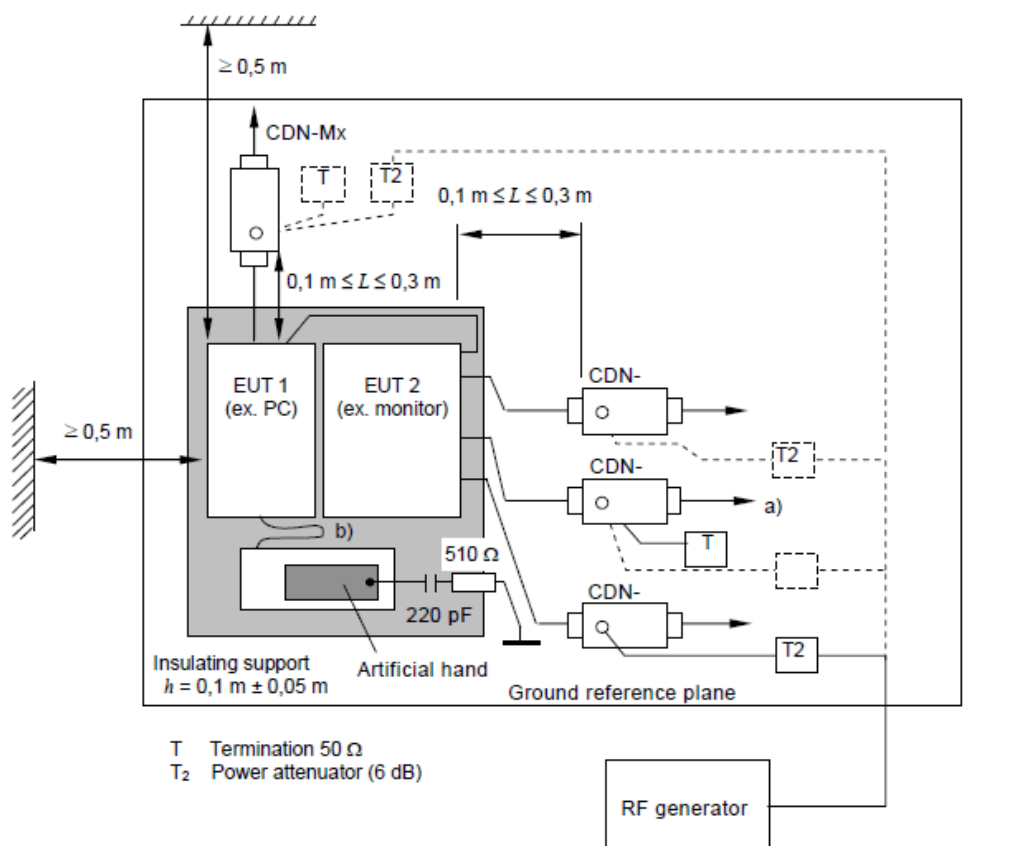 ≥ 0,5 m
CDN-Mx
T
T2
0,1 m ≤ L ≤ 0,3 m
0,1 m ≤ L ≤ 0,3 m
EUT 1
(ex. PC)
EUT 2
(ex. monitor)
CDN-
≥ 0,5 m
T2
CDN-
a)
b)
T
510 Ω
220 pF
CDN-
T2
Artificial hand
Insulating support
h = 0,1 m ± 0,05 m
Ground reference plane
T Termination 50 Ω
T₂ Power attenuator (6 dB)
RF generator